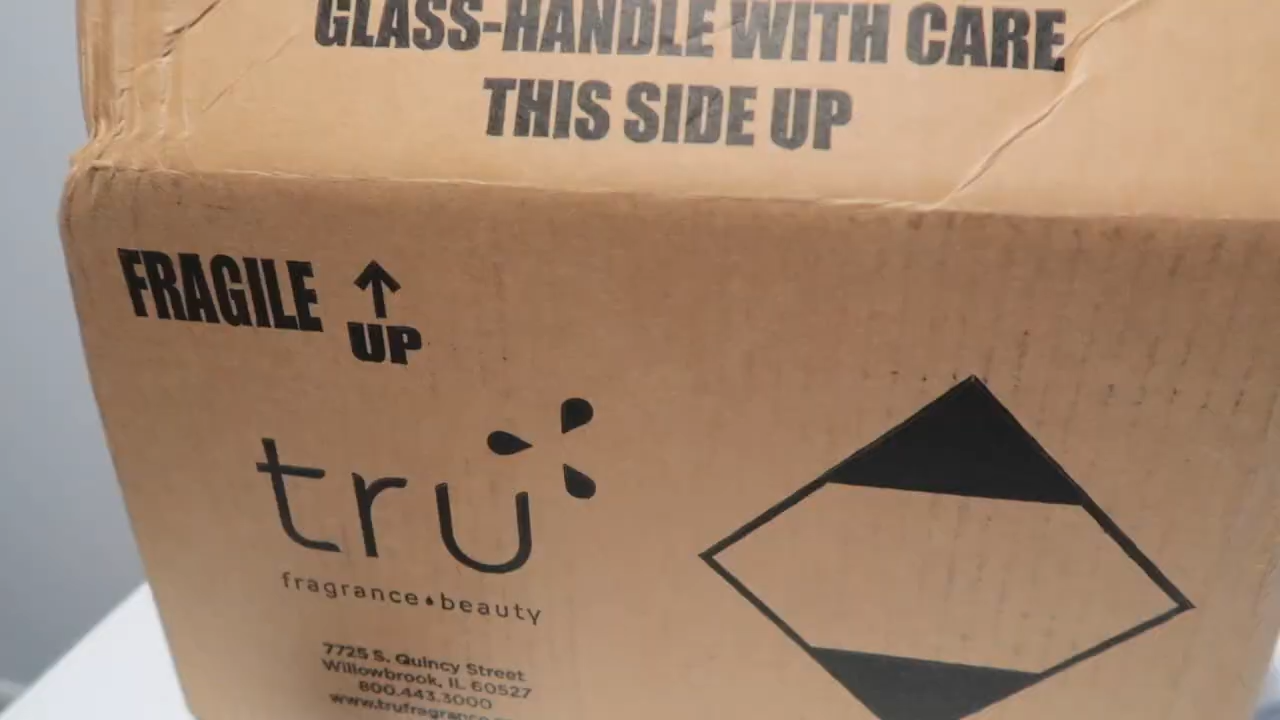 GLASS-HANDLE WITH CARE
THIS SIDE UP
FRAGILE
UP
tru
fragrance • beauty
7725 S. Quincy Street
Willowbrook, IL 60527
800.443.3000